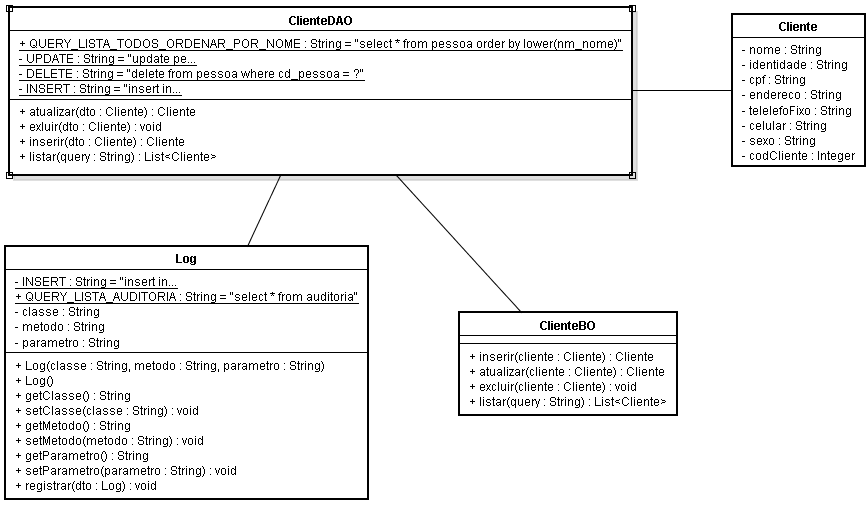 ClienteDAO
+ QUERY_LISTA_TODOS_ORDENAR_POR_NOME : String = "select * from pessoa order by lower(nm_nome)"
- UPDATE : String = "update pe...
- DELETE : String = "delete from pessoa where cd_pessoa = ?"
- INSERT : String = "insert in...
+ atualizar(dto : Cliente) : Cliente
+ exluir(dto : Cliente) : void
+ inserir(dto : Cliente) : Cliente
+ listar(query : String) : List<Cliente>
Cliente
- nome : String
- identidade : String
- cpf : String
- endereco : String
- telelefoFixo : String
- celular : String
- sexo : String
- codCliente : Integer
Log
- INSERT : String = "insert in...
+ QUERY_LISTA_AUDITORIA : String = "select * from auditoria"
- classe : String
- metodo : String
- parametro : String
+ Log(classe : String, metodo : String, parametro : String)
+ Log()
+ getClasse() : String
+ setClasse(classe : String) : void
+ getMetodo() : String
+ setMetodo(metodo : String) : void
+ getParametro() : String
+ setParametro(parametro : String) : void
+ registrar(dto : Log) : void
ClienteBO
+ inserir(cliente : Cliente) : Cliente
+ atualizar(cliente : Cliente) : Cliente
+ excluir(cliente : Cliente) : void
+ listar(query : String) : List<Cliente>